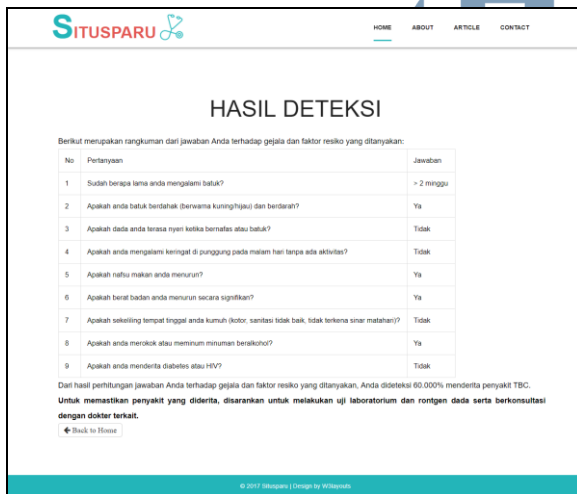 SITUSPARU
HOME ABOUT ARTICLE CONTACT
HASIL DETEKSI
Berikut merupakan rangkuman dari jawaban Anda terhadap gejala dan faktor resiko yang ditanyakan:
No Pertanyaan Jawaban
1 Sudah berapa lama anda mengalami batuk? > 2 minggu
2 Apakah anda batuk berdahak (berwarna kuning/hijau) dan berdarah? Ya
3 Apakah dada anda terasa nyeri ketika bernafas atau batuk? Tidak
4 Apakah anda mengalami keringat di punggung pada malam hari tanpa ada aktivitas? Tidak
5 Apakah nafsu makan anda menurun? Ya
6 Apakah berat badan anda menurun secara signifikan? Ya
7 Apakah sekeliling tempat tinggal anda kumuh (kotor, sanitasi tidak baik, tidak terkena sinar matahari)? Tidak
8 Apakah anda merokok atau meminum minuman beralkohol? Ya
9 Apakah anda menderita diabetes atau HIV? Tidak
Dari hasil perhitungan jawaban Anda terhadap gejala dan faktor resiko yang ditanyakan, Anda dideteksi 60.000% menderita penyakit TBC.
Untuk memastikan penyakit yang diderita, disarankan untuk melakukan uji laboratorium dan rontgen dada serta berkonsultasi
dengan dokter terkait.
Back to Home
© 2017 Situsparu | Design by W3layouts